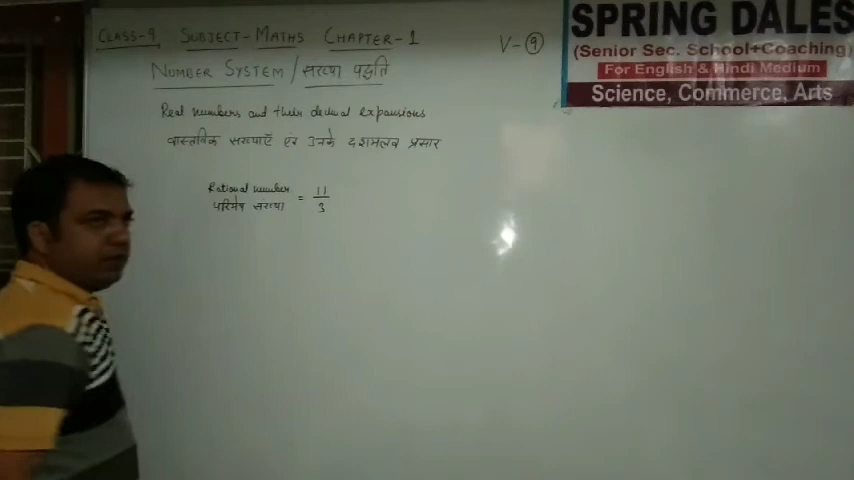 CLASS-9 SUBJECT-MATHS CHAPTER-1
V-9
NUMBER SYSTEM / संख्या पद्धति
Real numbers and their decimal expansions
वास्तविक संख्याएँ एवं उनके दशमलव प्रसार
Rational number
परिमेय संख्या
= 11
3
SPRING DALES
(Senior Sec. School+Coaching)
For English & Hindi Medium
Science, Commerce, Arts